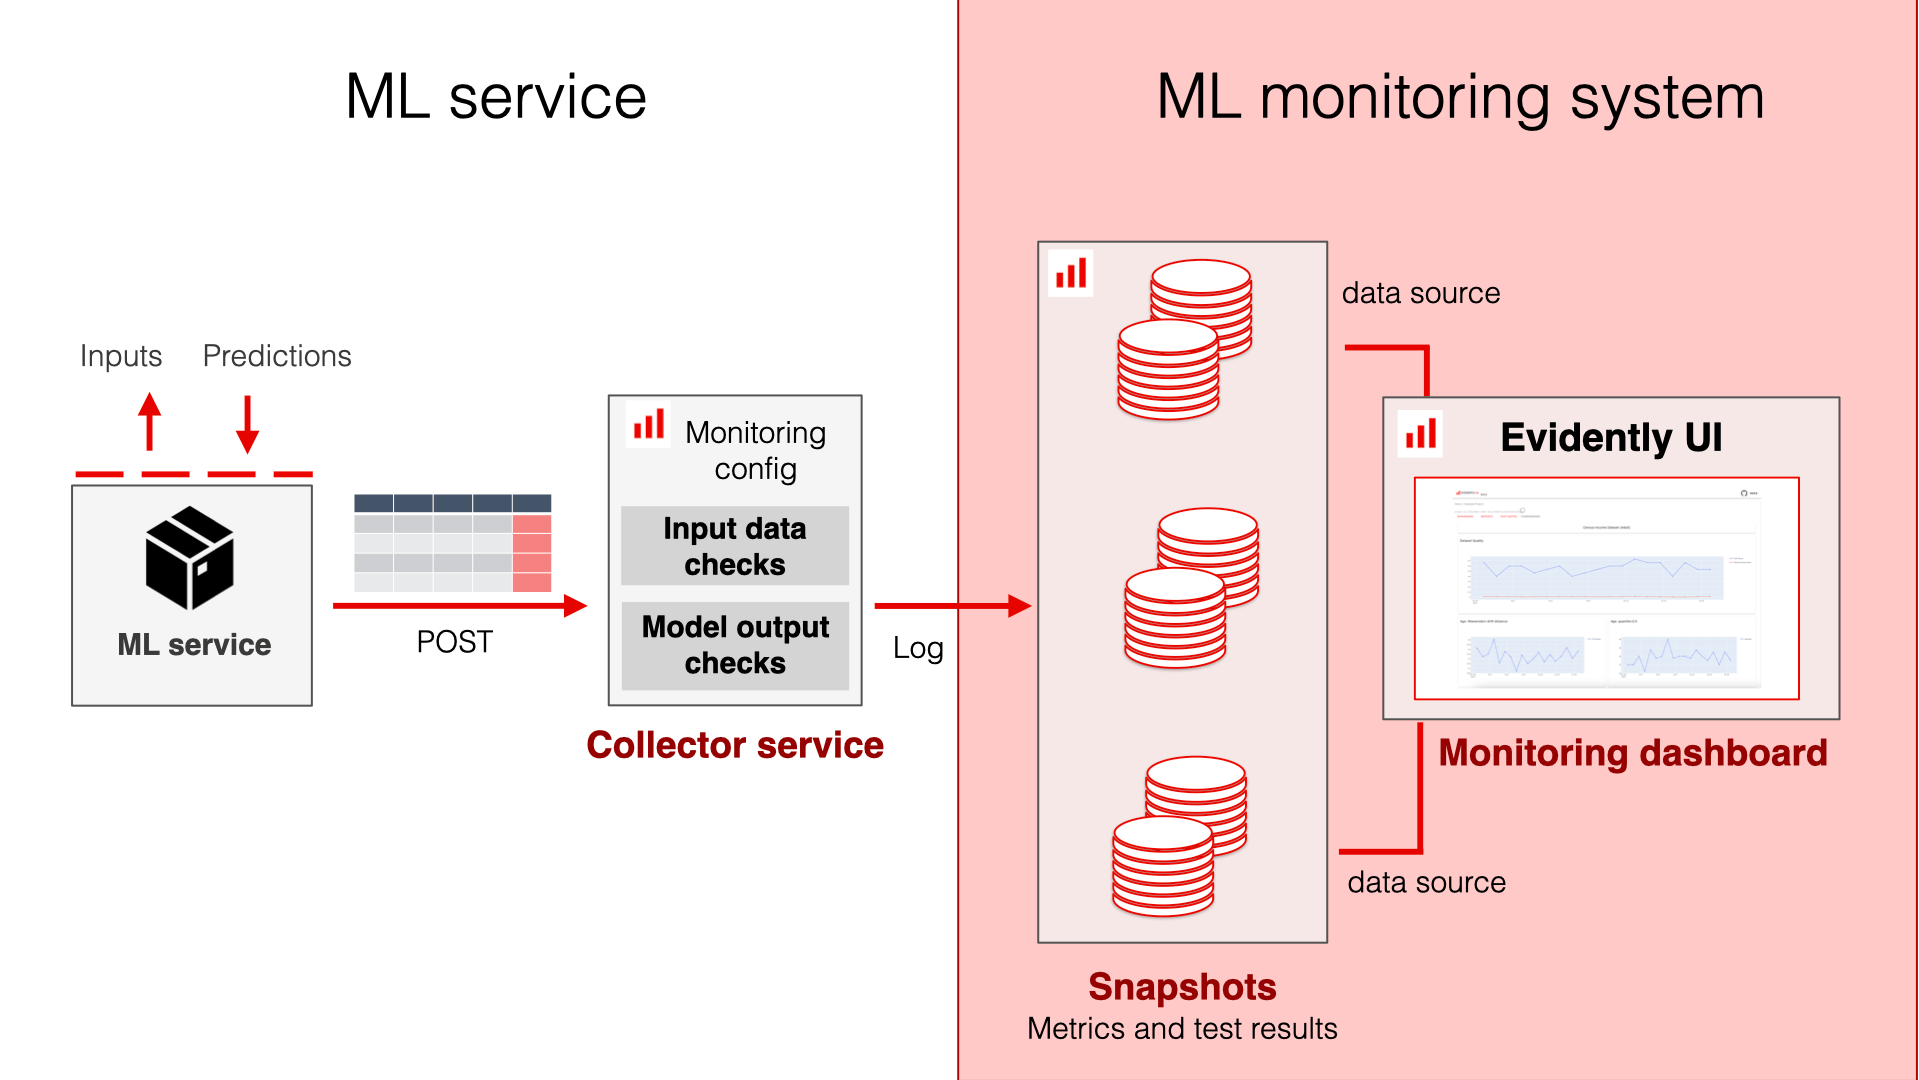 ML service
ML monitoring system
Inputs
Predictions
ML service
POST
Monitoring
config
Input data
checks
Model output
checks
Collector service
Log
data source
Evidently UI
Monitoring dashboard
data source
Snapshots
Metrics and test results